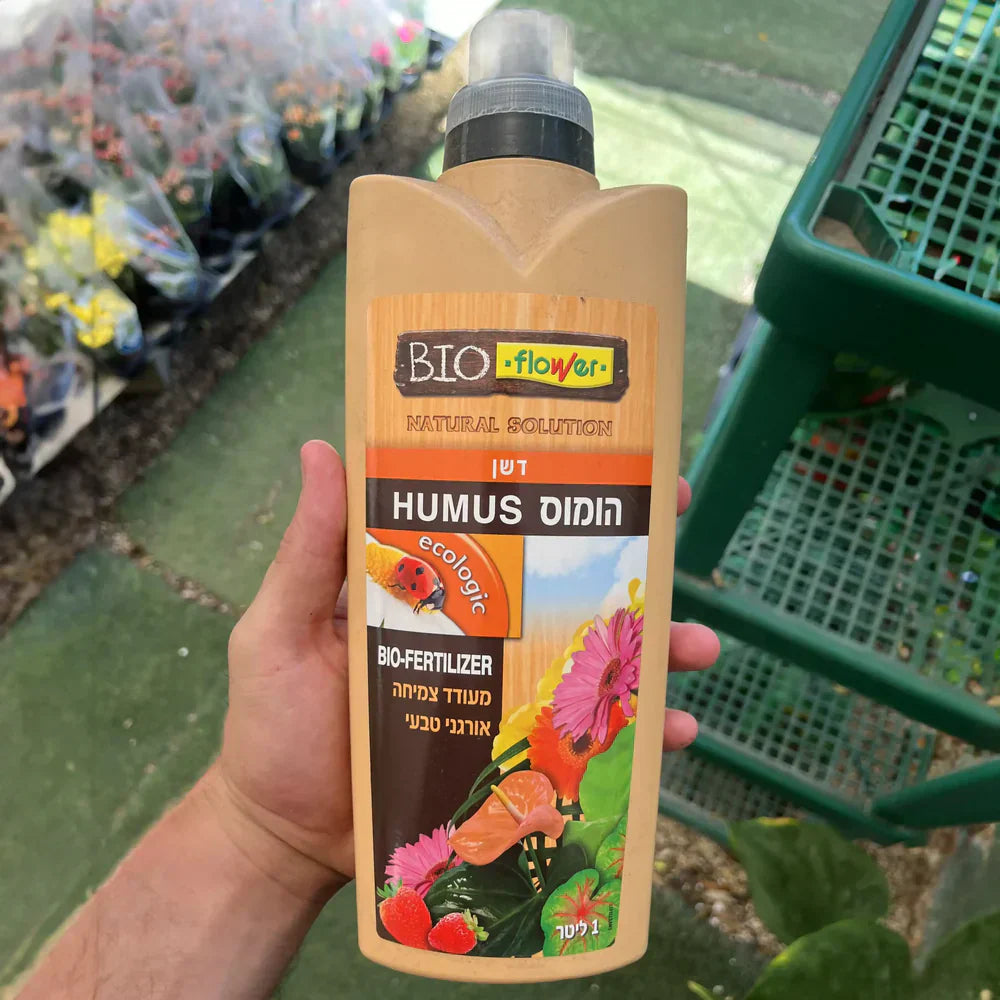 BIO flower
NATURAL SOLUTION
דשן
HUMUS הומוס
ecologic
BIO-FERTILIZER
מעודד צמיחה
אורגני טבעי
1 ליטר